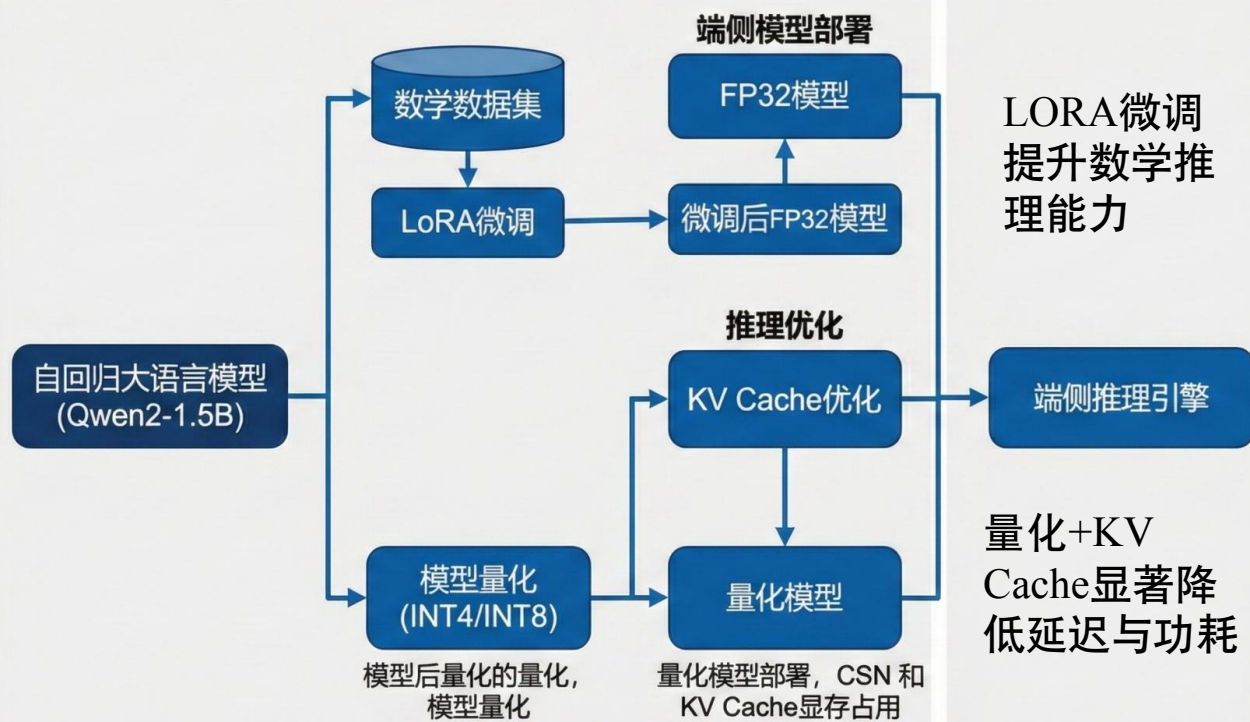 端侧模型部署
数学数据集
FP32模型
LoRA微调
微调后FP32模型
LORA微调
提升数学推
理能力
推理优化
自回归大语言模型
(Qwen2-1.5B)
KV Cache优化
端侧推理引擎
模型量化
(INT4/INT8)
量化模型
量化+KV
Cache显著降
低延迟与功耗
模型后量化的量化，
模型量化
量化模型部署，CSN 和
KV Cache显存占用